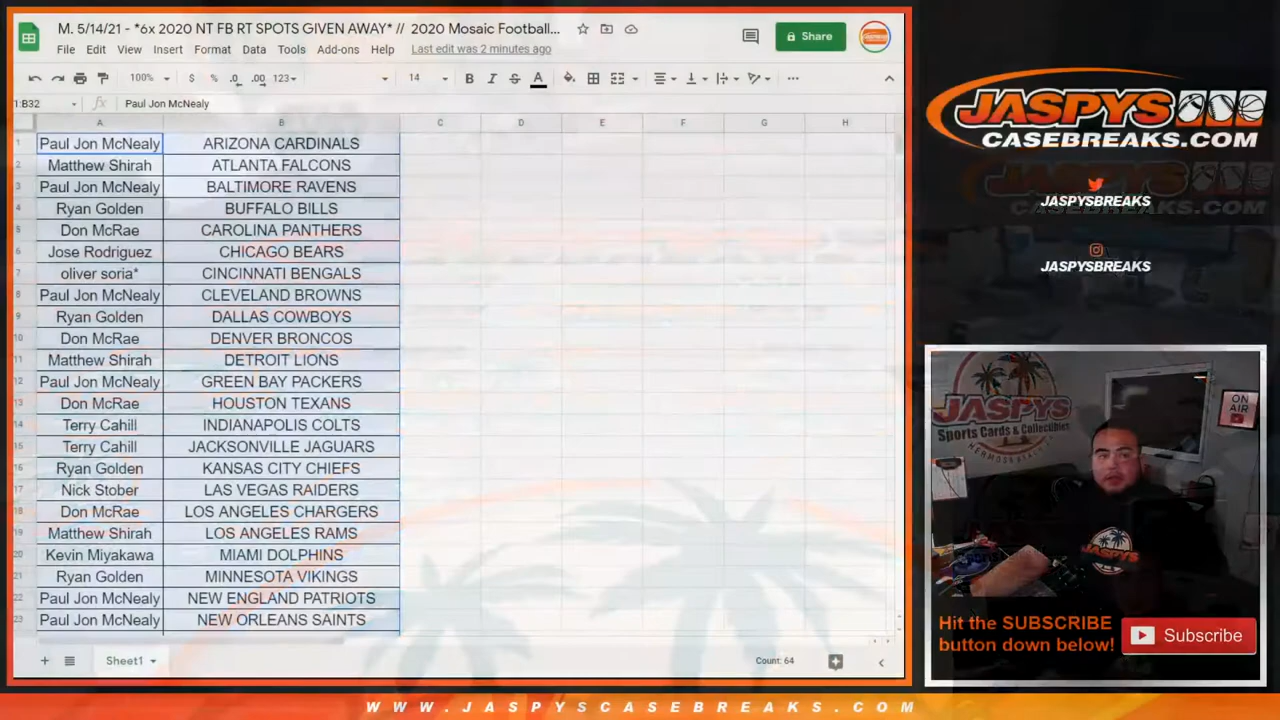 M. 5/14/21 - *6x 2020 NT FB RT SPOTS GIVEN AWAY* // 2020 Mosaic Football...
Share
File Edit View Insert Format Data Tools Add-ons Help Last edit was 2 minutes ago
100% $ % .0 .00 123 14 B I S A
1:B32 fx Paul Jon McNealy
A B C D E F G H
1 Paul Jon McNealy ARIZONA CARDINALS
2 Matthew Shirah ATLANTA FALCONS
3 Paul Jon McNealy BALTIMORE RAVENS
4 Ryan Golden BUFFALO BILLS
5 Don McRae CAROLINA PANTHERS
6 Jose Rodriguez CHICAGO BEARS
7 oliver soria* CINCINNATI BENGALS
8 Paul Jon McNealy CLEVELAND BROWNS
9 Ryan Golden DALLAS COWBOYS
10 Don McRae DENVER BRONCOS
11 Matthew Shirah DETROIT LIONS
12 Paul Jon McNealy GREEN BAY PACKERS
13 Don McRae HOUSTON TEXANS
14 Terry Cahill INDIANAPOLIS COLTS
15 Terry Cahill JACKSONVILLE JAGUARS
16 Ryan Golden KANSAS CITY CHIEFS
17 Nick Stober LAS VEGAS RAIDERS
18 Don McRae LOS ANGELES CHARGERS
19 Matthew Shirah LOS ANGELES RAMS
20 Kevin Miyakawa MIAMI DOLPHINS
21 Ryan Golden MINNESOTA VIKINGS
22 Paul Jon McNealy NEW ENGLAND PATRIOTS
23 Paul Jon McNealy NEW ORLEANS SAINTS
Sheet1
Count: 64
JASPYS
CASEBREAKS.COM
JASPYSBREAKS
JASPYSBREAKS
JASPYS
Sports Cards & Collectibles
HERMOSA BEACH
ON AIR
JASPYS
Hit the SUBSCRIBE
button down below!
Subscribe
WWW.JASPYSCASEBREAKS.COM